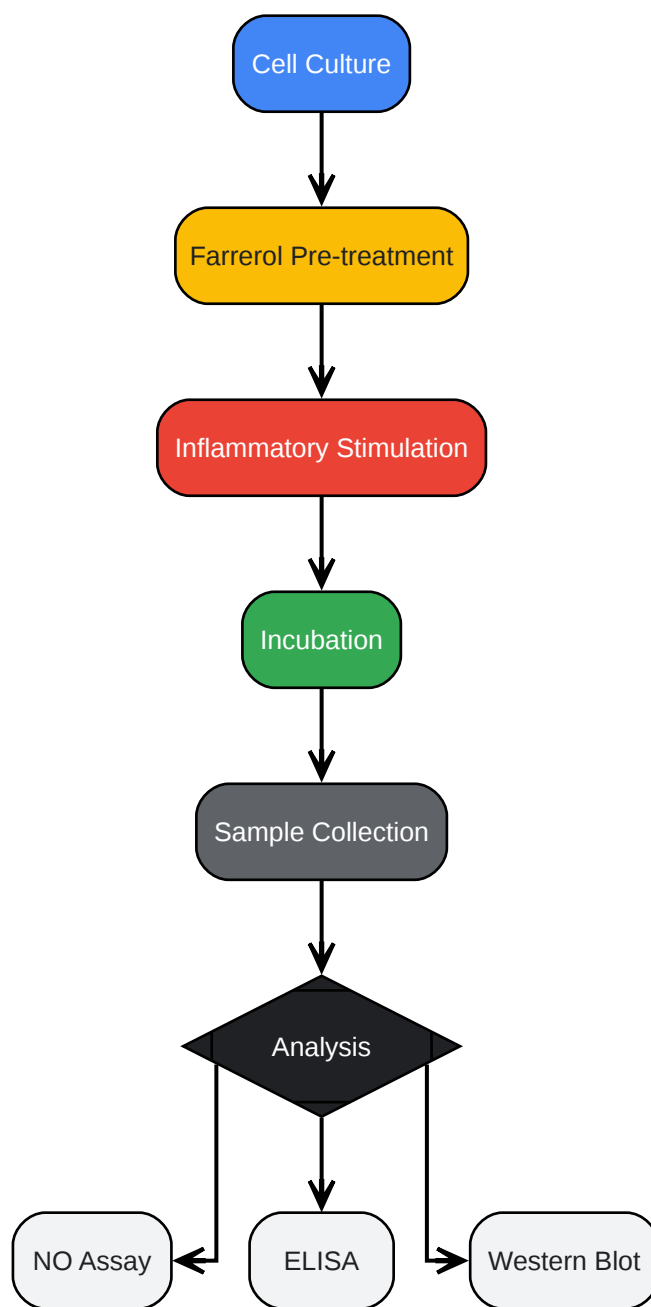 Cell Culture
Farrerol Pre-treatment
Inflammatory Stimulation
Incubation
Sample Collection
Analysis
NO Assay
ELISA
Western Blot